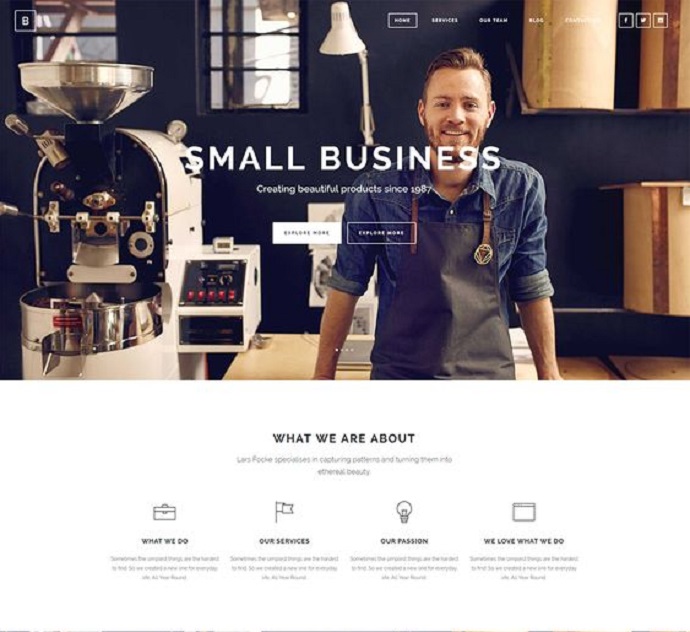 B
HOME SERVICES OUR TEAM BLOG
SMALL BUSINESS
Creating beautiful products since 1987
EXPLORE MORE EXPLORE MORE
WHAT WE ARE ABOUT
Lars Focke specialises in capturing patterns and turning them into
ethereal beauty.
WHAT WE DO OUR SERVICES OUR PASSION WE LOVE WHAT WE DO
Sometimes the simplest things are the hardest Sometimes the simplest things are the hardest Sometimes the simplest things are the hardest Sometimes the simplest things are the hardest
to find. So we created a new line for everyday to find. So we created a new line for everyday to find. So we created a new line for everyday to find. So we created a new line for everyday
life. All Year Round. life. All Year Round. life. All Year Round. life. All Year Round.